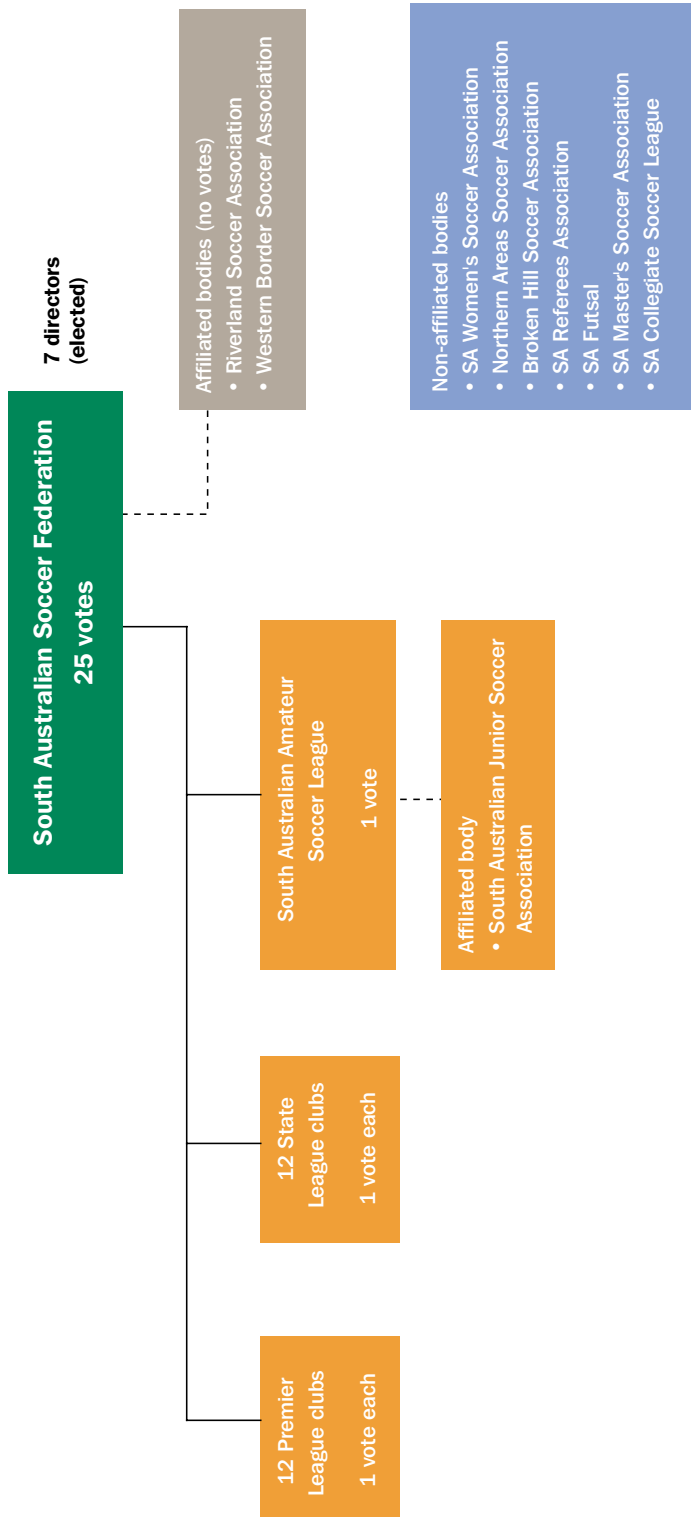 South Australian Soccer Federation
25 votes
7 directors
(elected)
Affiliated bodies (no votes)
• Riverland Soccer Association
• Western Border Soccer Association
12 Premier
League clubs
1 vote each
12 State
League clubs
1 vote each
South Australian Amateur
Soccer League
1 vote
Affiliated body
• South Australian Junior Soccer
Association
Non-affiliated bodies
• SA Women's Soccer Association
• Northern Areas Soccer Association
• Broken Hill Soccer Association
• SA Referees Association
• SA Futsal
• SA Master's Soccer Association
• SA Collegiate Soccer League